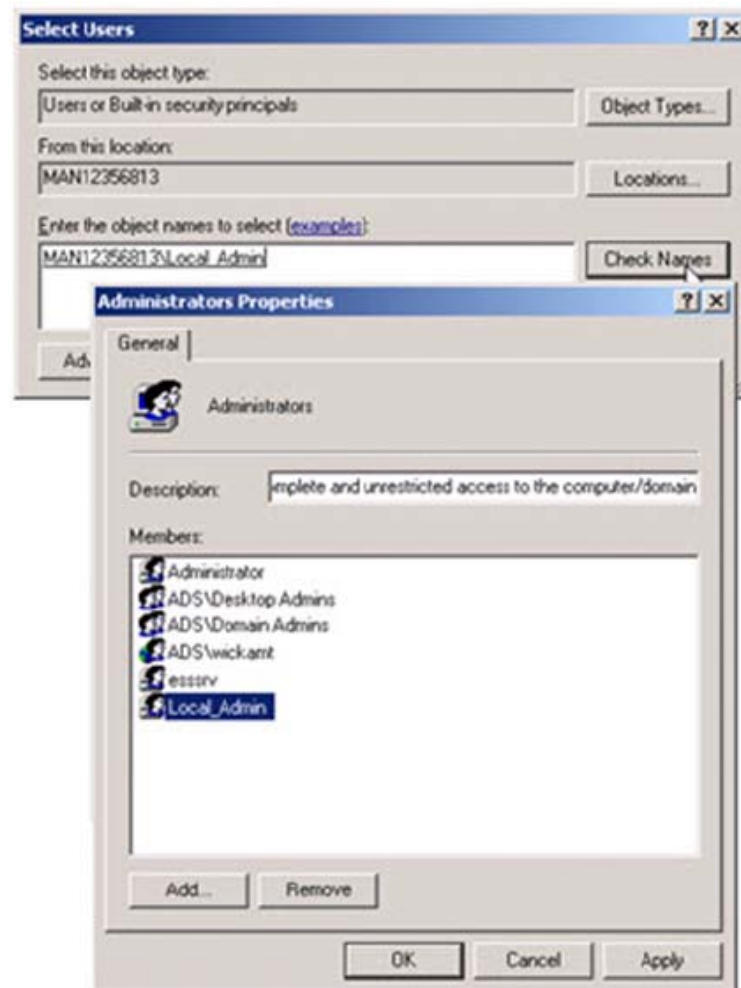 Select Users
Select this object type:
Users or Built-in security principals
Object Types...
From this location:
MAN12356813
Locations...
Enter the object names to select (examples):
MAN12356813\Local_Admin
Check Names
Administrators Properties
General
Administrators
Description:
mplete and unrestricted access to the computer/domain
Members:
Administrator
ADS\Desktop Admins
ADS\Domain Admins
ADS\wickamt
esssrv
Local_Admin
Add...
Remove
OK
Cancel
Apply